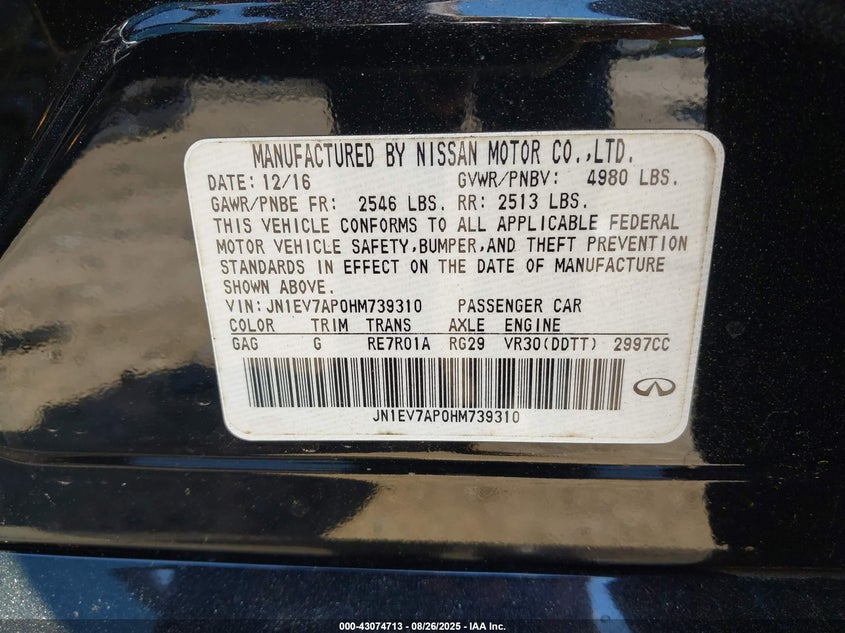 MANUFACTURED BY NISSAN MOTOR CO.,LTD.
DATE: 12/16 GVWR/PNBV: 4980 LBS.
GAWR/PNBE FR: 2546 LBS. RR: 2513 LBS.
THIS VEHICLE CONFORMS TO ALL APPLICABLE FEDERAL
MOTOR VEHICLE SAFETY,BUMPER,AND THEFT PREVENTION
STANDARDS IN EFFECT ON THE DATE OF MANUFACTURE
SHOWN ABOVE.
VIN:JN1EV7AP0HM739310 PASSENGER CAR
COLOR TRIM TRANS AXLE ENGINE
GAG G RE7R01A RG29 VR30(DDTT) 2997CC
JN1EV7AP0HM739310
000-43074713 - 08/26/2025 - IAA Inc.